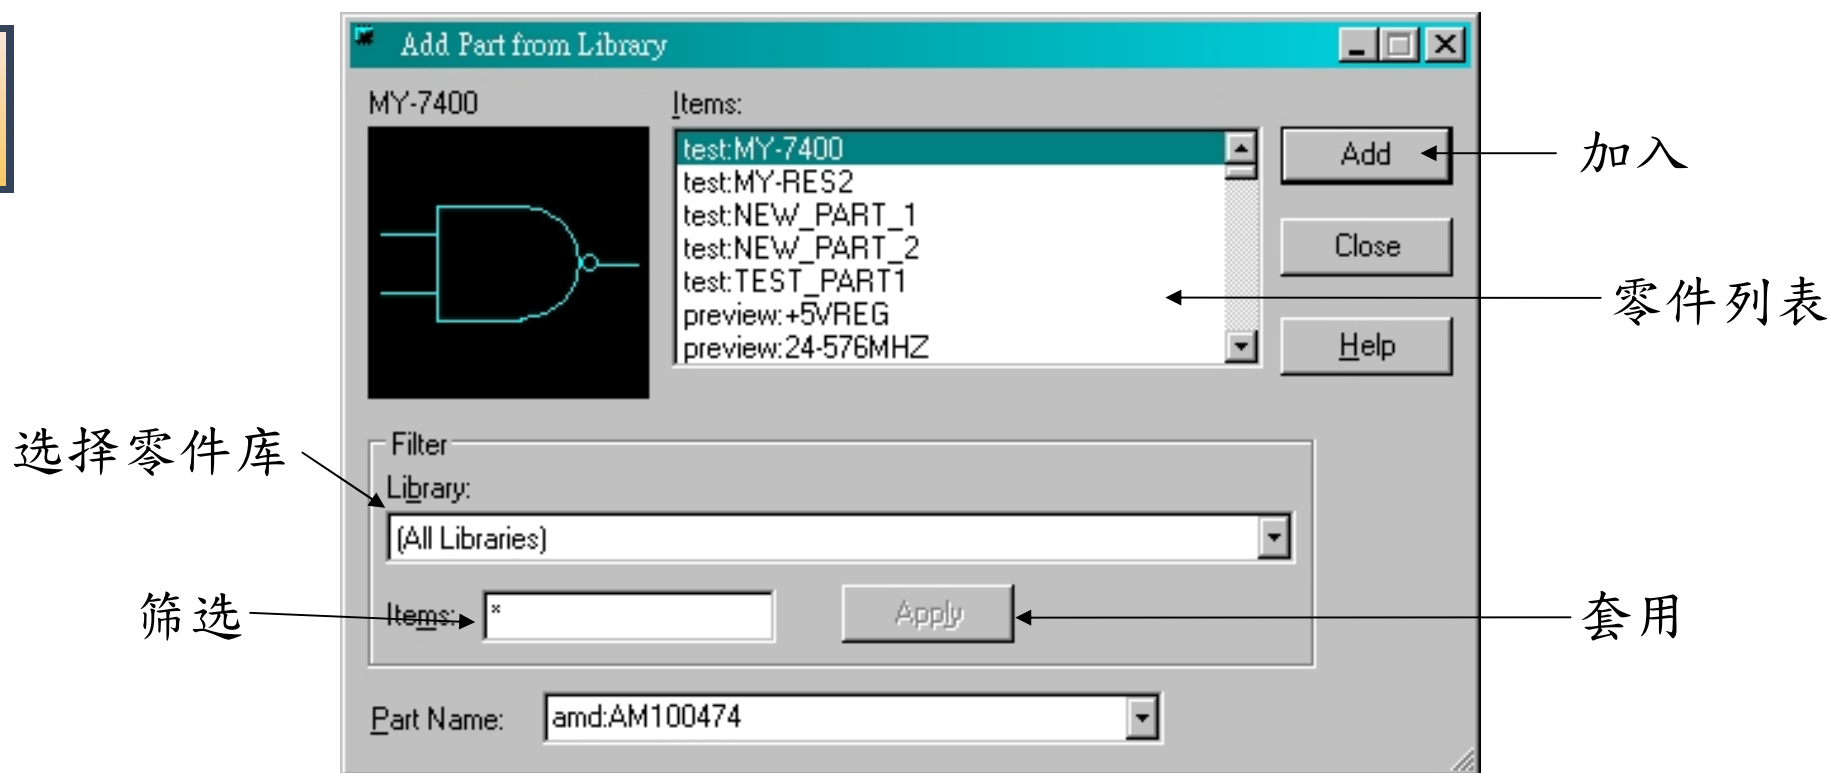 Add Part from Library
MY-7400
Items:
test:MY-7400
test:MY-RES2
test:NEW_PART_1
test:NEW_PART_2
test:TEST_PART1
preview:+5VREG
preview:24-576MHZ
Add
加入
Close
零件列表
Help
选择零件库
Filter
Library:
(All Libraries)
筛选
Items:
*
Apply
套用
Part Name:
amd:AM100474